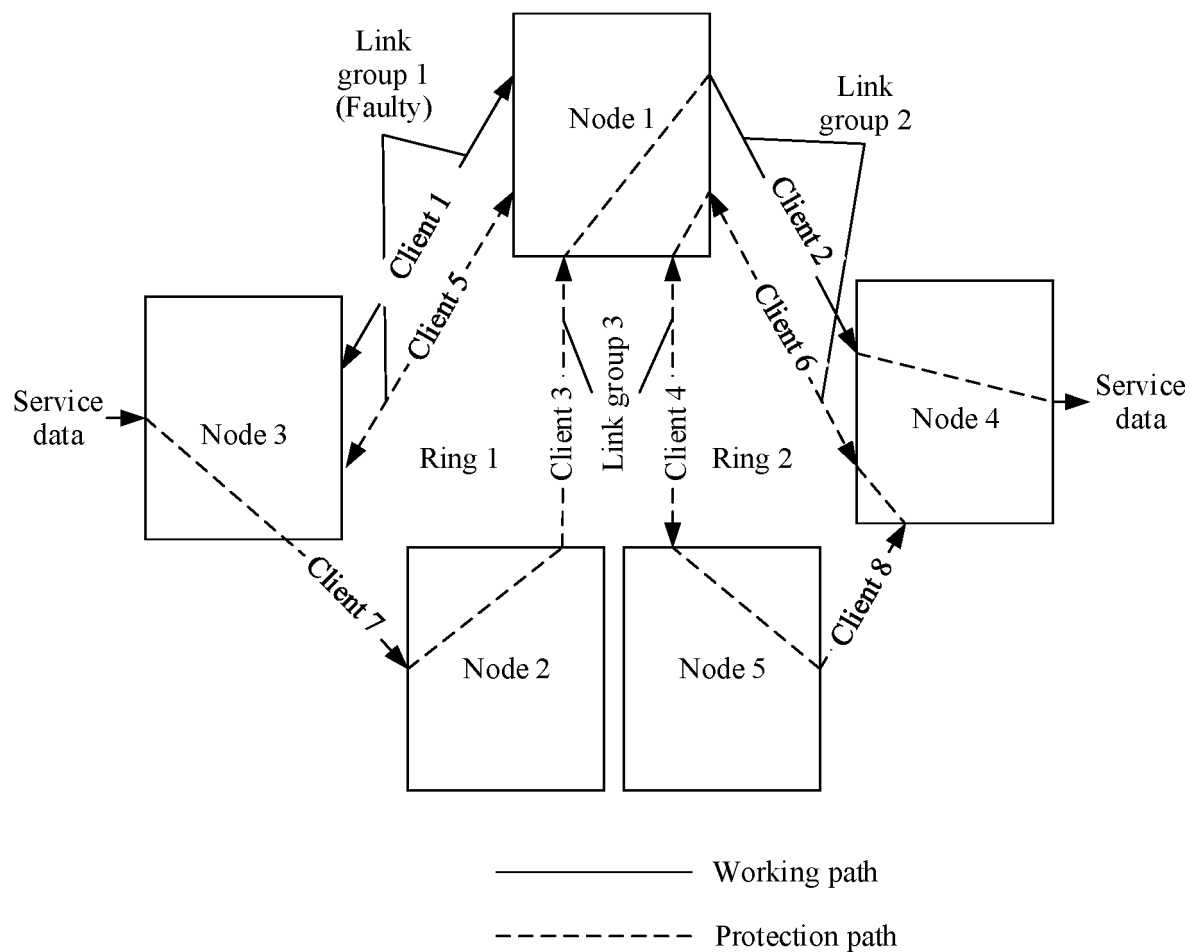 Link
group 1
(Faulty)
Node 1
Link
group 2
Client 1
Client 5
Client 2
Client 6
Client 3
Link group 3
Client 4
Service
data
Node 3
Ring 1
Ring 2
Node 4
Service
data
Client 7
Node 2
Node 5
Client 8
Working path
Protection path